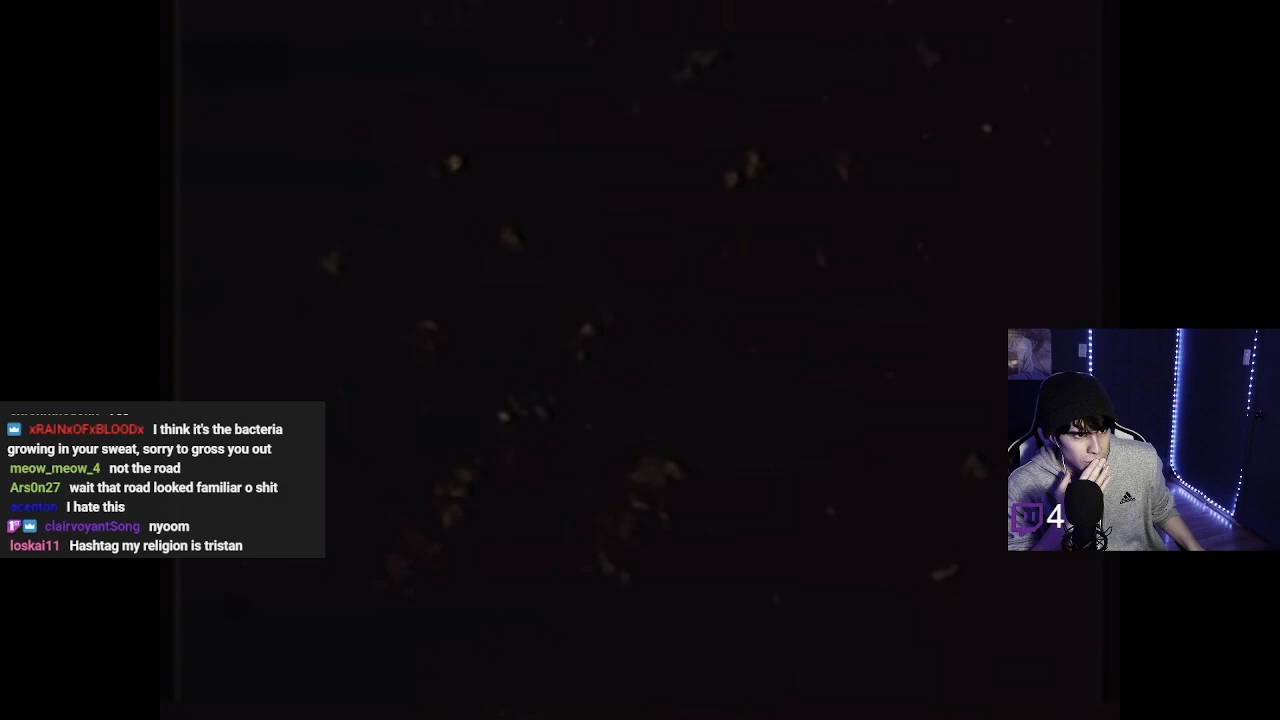 xRAINxOFxBLOODx I think it's the bacteria
growing in your sweat, sorry to gross you out
meow_meow_4 not the road
Ars0n27 wait that road looked familiar o shit
acenton I hate this
clairvoyantSong nyoom
loskai11 Hashtag my religion is tristan
4